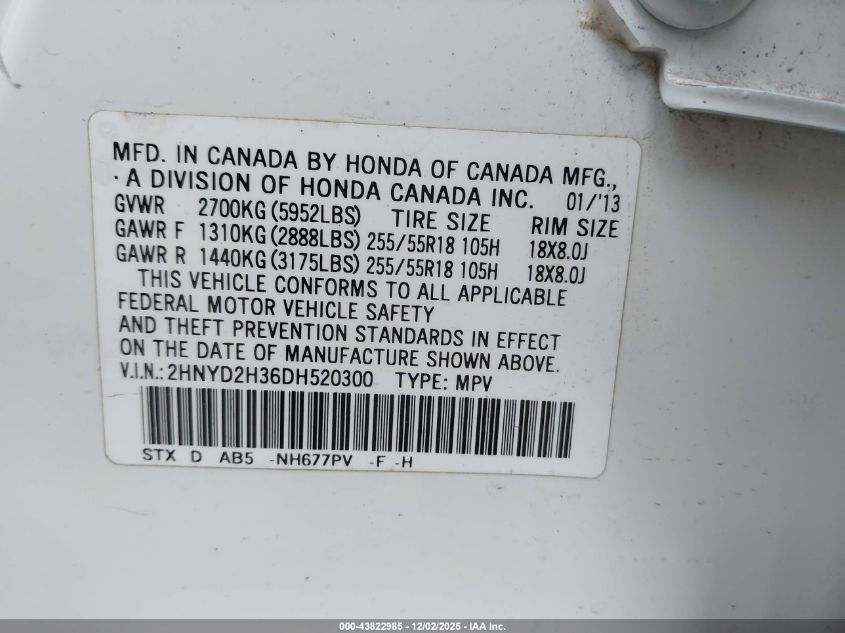 MFD. IN CANADA BY HONDA OF CANADA MFG.,
· A DIVISION OF HONDA CANADA INC. 01/'13
GVWR 2700KG (5952LBS) TIRE SIZE RIM SIZE
GAWR F 1310KG (2888LBS) 255/55R18 105H 18X8.0J
GAWR R 1440KG (3175LBS) 255/55R18 105H 18X8.0J
THIS VEHICLE CONFORMS TO ALL APPLICABLE
FEDERAL MOTOR VEHICLE SAFETY
AND THEFT PREVENTION STANDARDS IN EFFECT
ON THE DATE OF MANUFACTURE SHOWN ABOVE.
V.I.N.: 2HNYD2H36DH520300 TYPE: MPV
STX D AB5 -NH677PV -F -H
000-43822985 - 12/02/2025 - IAA Inc.